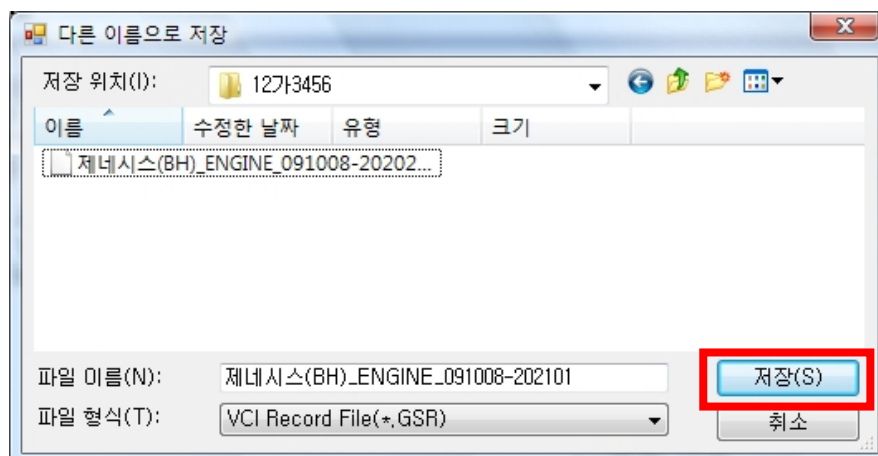 다른 이름으로 저장
저장 위치(I): 12가3456
이름 수정한 날짜 유형 크기
제네시스(BH)_ENGINE_091008-20202...
파일 이름(N): 제네시스(BH)_ENGINE_091008-202101 저장(S)
파일 형식(T): VCI Record File(*.GSR) 취소